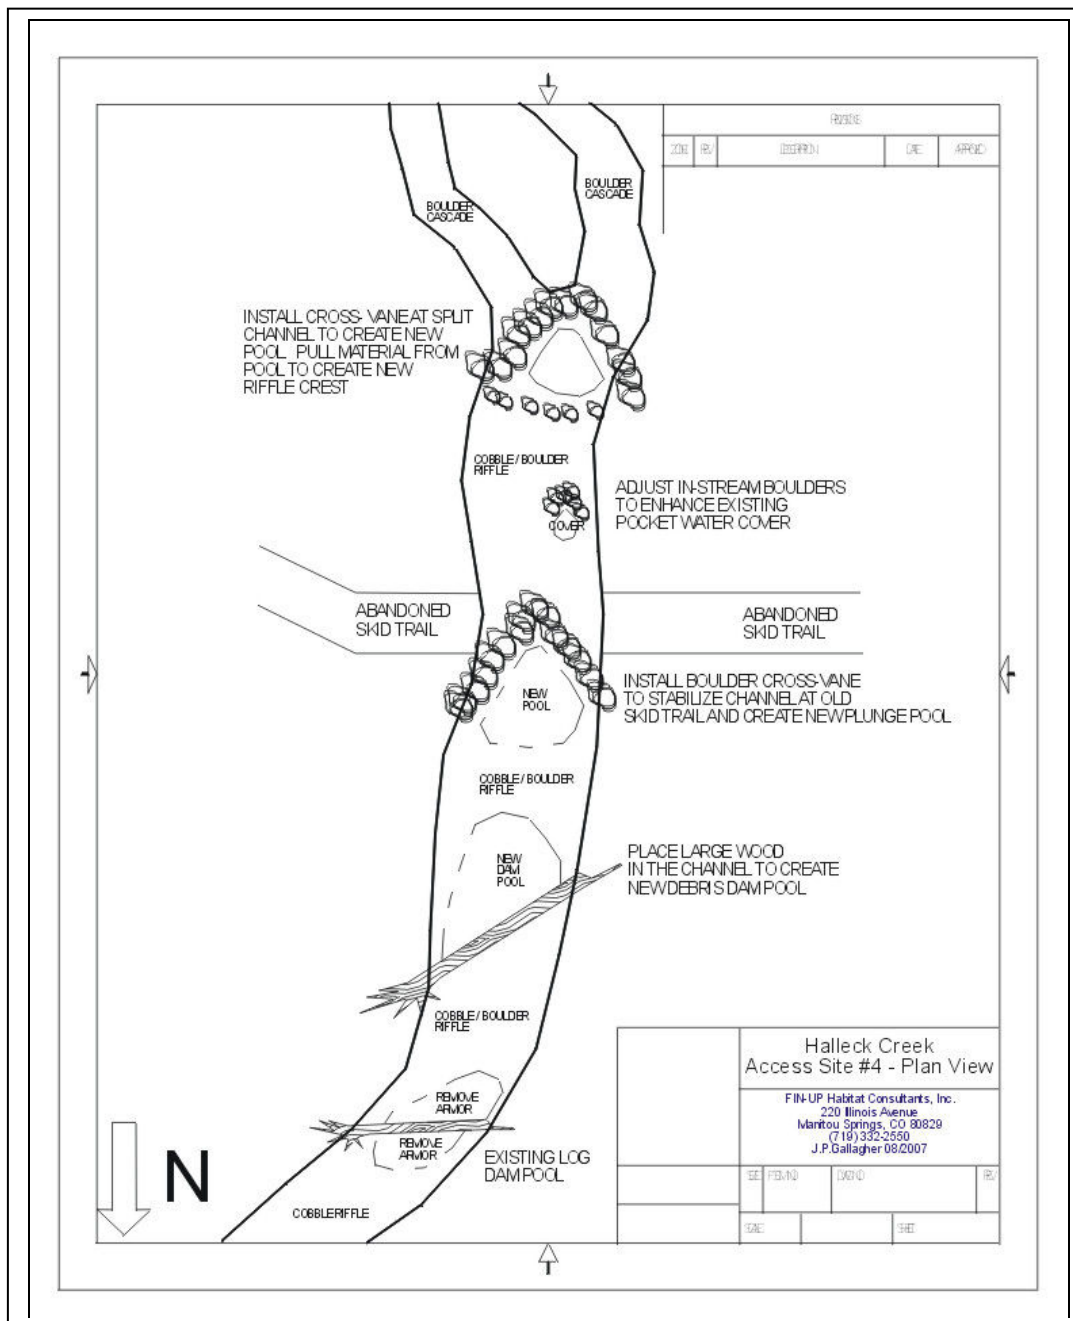 REVISIONS
ZONE REV DESCRIPTION DATE APPROVED
BOULDER
CASCADE
BOULDER
CASCADE
INSTALL CROSS-VANE AT SPLIT
CHANNEL TO CREATE NEW
POOL PULL MATERIAL FROM
POOL TO CREATE NEW
RIFFLE CREST
COBBLE / BOULDER
RIFFLE
ADJUST IN-STREAM BOULDERS
TO ENHANCE EXISTING
POCKET WATER COVER
COVER
ABANDONED
SKID TRAIL
ABANDONED
SKID TRAIL
INSTALL BOULDER CROSS-VANE
TO STABILIZE CHANNEL AT OLD
SKID TRAIL AND CREATE NEW PLUNGE POOL
NEW
POOL
COBBLE / BOULDER
RIFFLE
PLACE LARGE WOOD
IN THE CHANNEL TO CREATE
NEW DEBRIS DAM POOL
NEW
DAM
POOL
COBBLE / BOULDER
RIFFLE
REMOVE
ARMOR
REMOVE
ARMOR
EXISTING LOG
DAM POOL
COBBLE RIFFLE
N
Halleck Creek
Access Site #4 - Plan View
FIN-UP Habitat Consultants, Inc.
220 Illinois Avenue
Manitou Springs, CO 80829
(719) 332-2550
J.P.Gallagher 08/2007
SIZE REV
SCALE SHEET